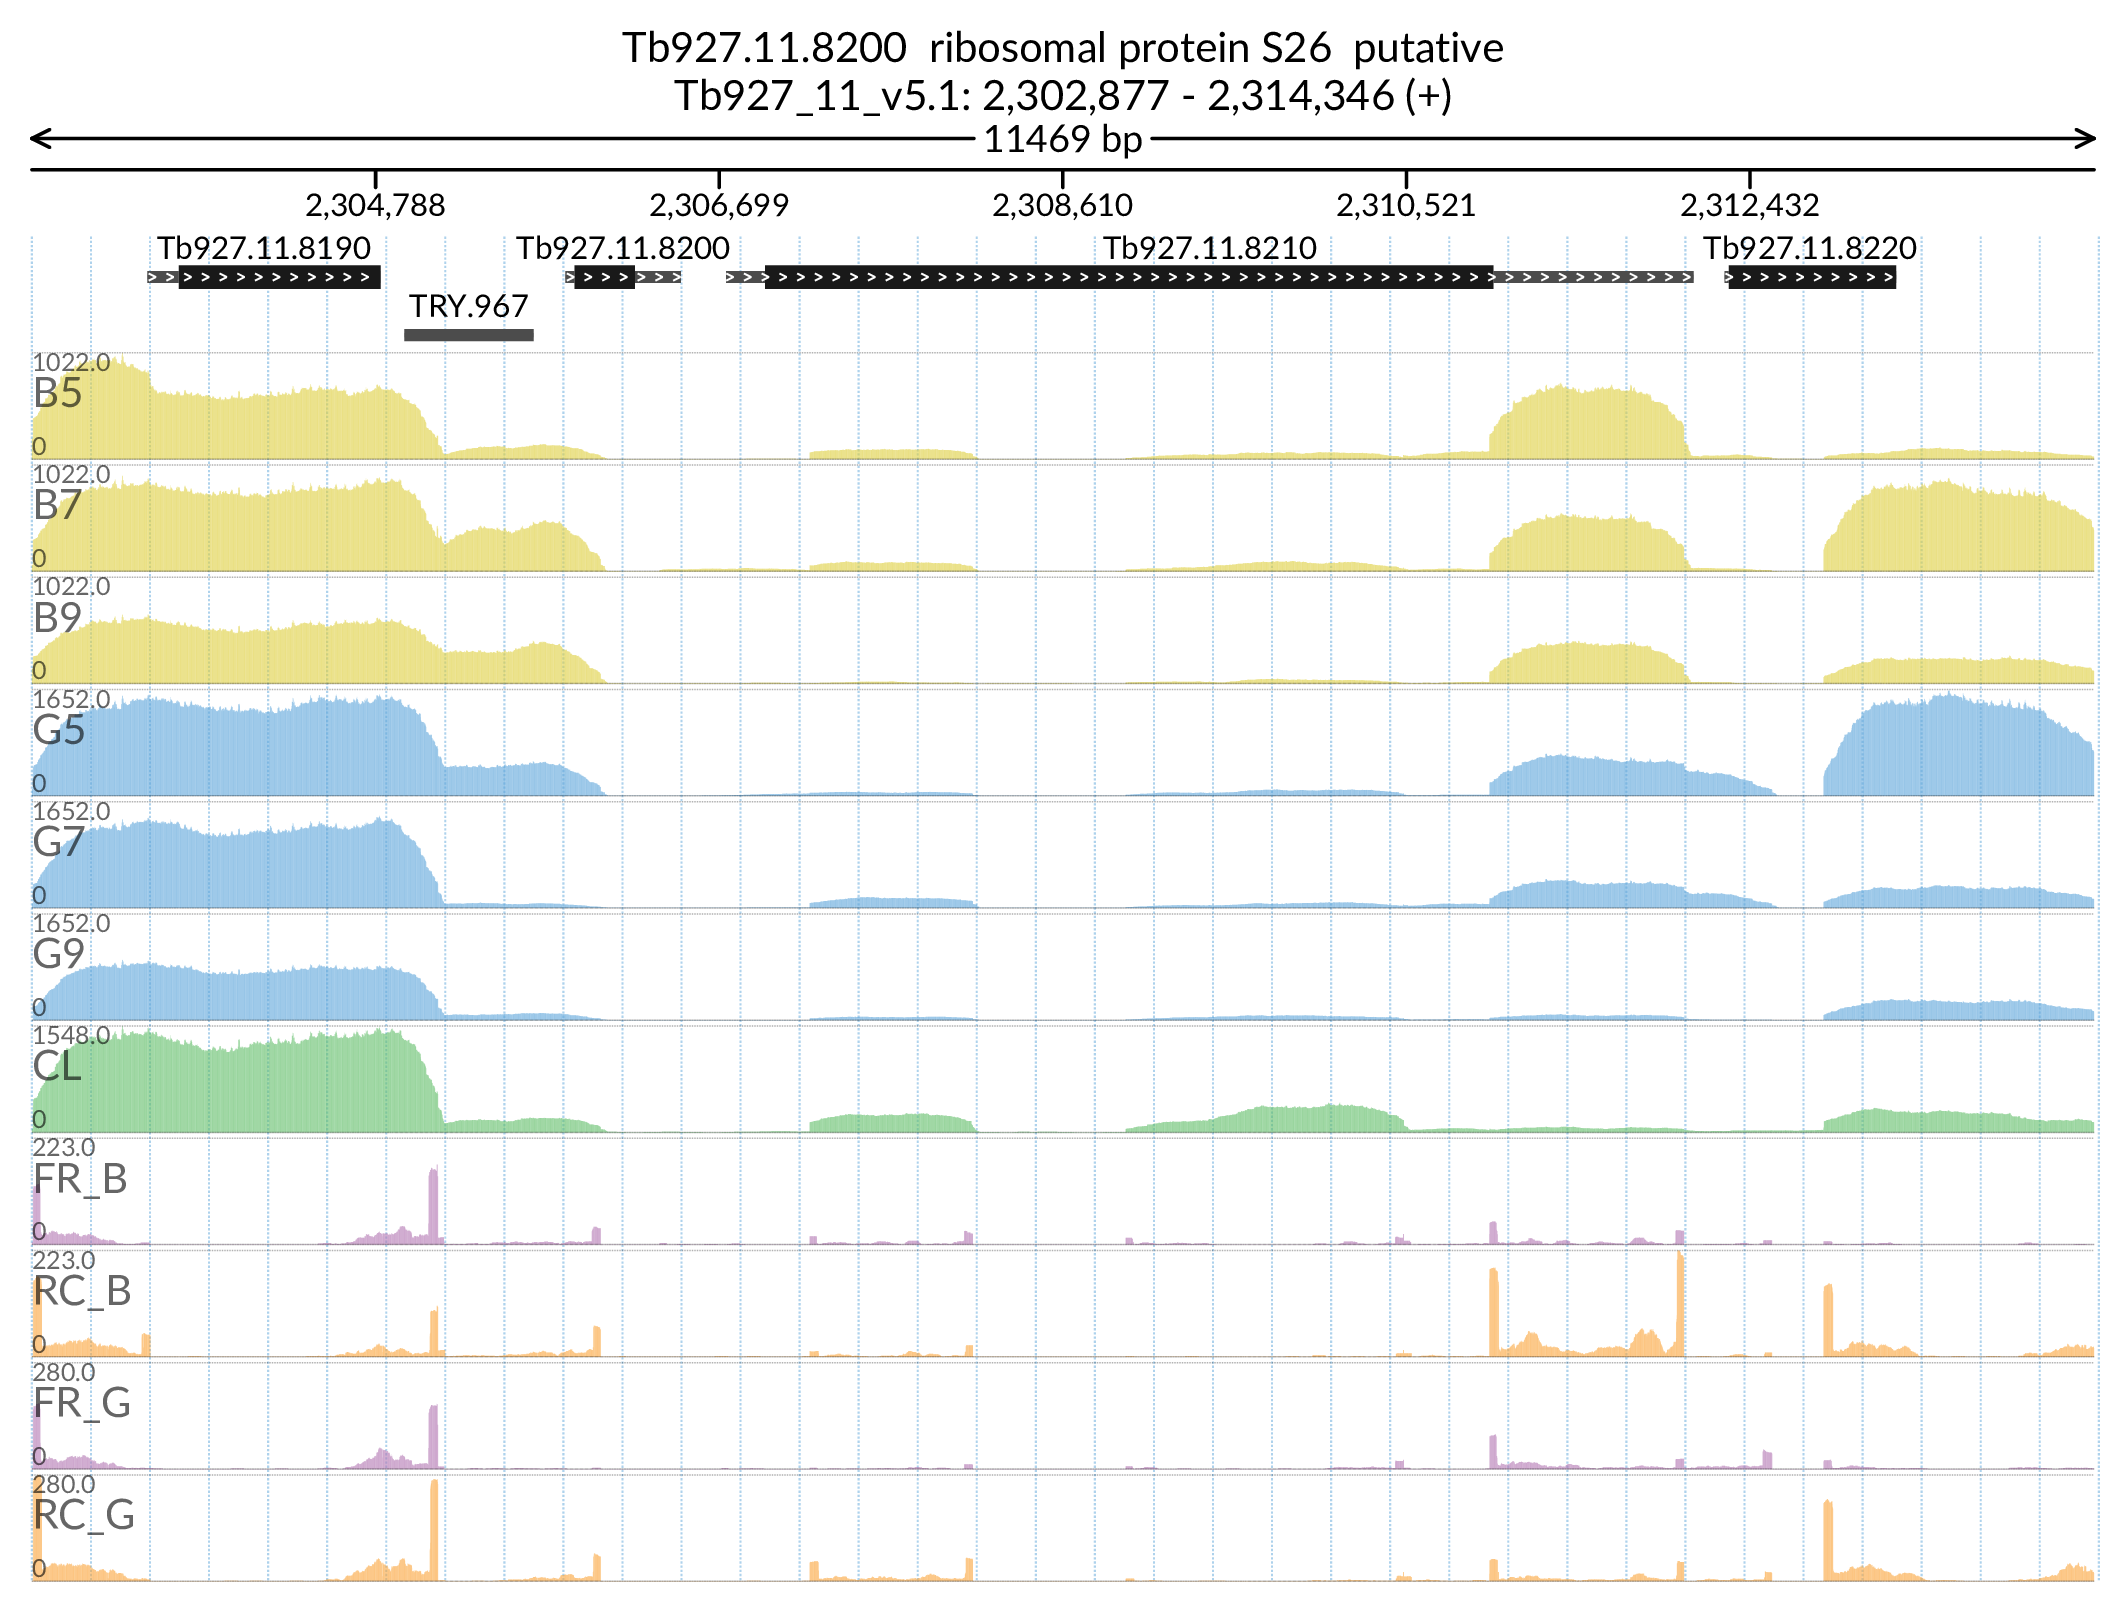 Tb927.11.8200 ribosomal protein S26 putative
Tb927_11_v5.1: 2,302,877 - 2,314,346 (+)
11469 bp
2,304,788 2,306,699 2,308,610 2,310,521 2,312,432
Tb927.11.8190 Tb927.11.8200 Tb927.11.8210 Tb927.11.8220
TRY.967
1022.0
B5
0
1022.0
B7
0
1022.0
B9
0
1652.0
G5
0
1652.0
G7
0
1652.0
G9
0
1548.0
CL
0
223.0
FR_B
0
223.0
RC_B
0
280.0
FR_G
0
280.0
RC_G
0